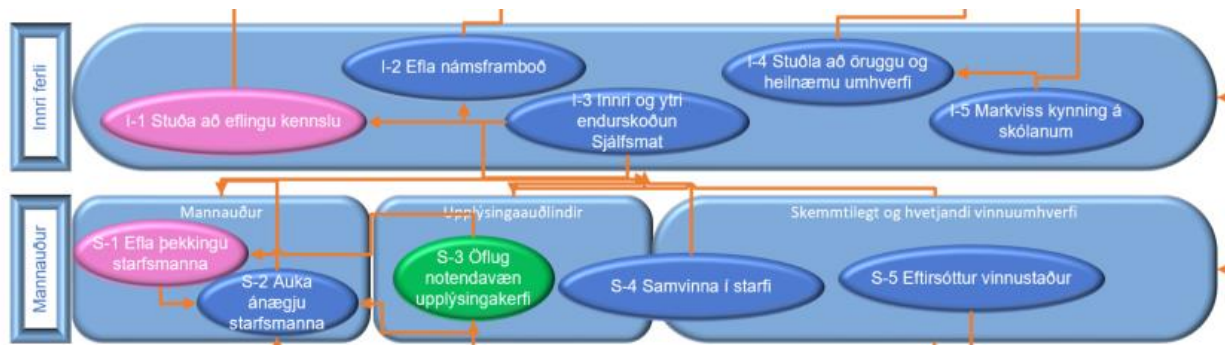 Innri ferli
I-1 Stuða að eflingu kennslu
I-2 Efla námsframboð
I-3 Innri og ytri
endurskoðun
Sjálfsmat
I-4 Stuðla að öruggu og
heilnæmu umhverfi
I-5 Markviss kynning á
skólanum
Mannauður
Mannauður
S-1 Efla þekkingu
starfsmanna
S-2 Auka
ánægju
starfsmanna
Upplýsingaauðlindir
S-3 Öflug
notendavæn
upplýsingakerfi
S-4 Samvinna í starfi
Skemmtilegt og hvetjandi vinnuumhverfi
S-5 Eftirsóttur vinnustaður